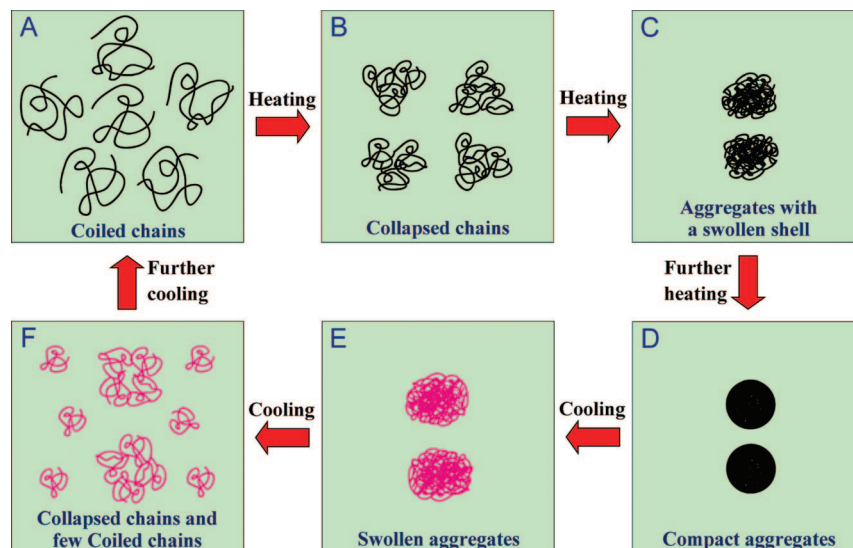 A
Coiled chains
Heating
B
Collapsed chains
Heating
C
Aggregates with
a swollen shell
Further
cooling
Further
heating
F
Collapsed chains and
few Coiled chains
Cooling
E
Swollen aggregates
Cooling
D
Compact aggregates